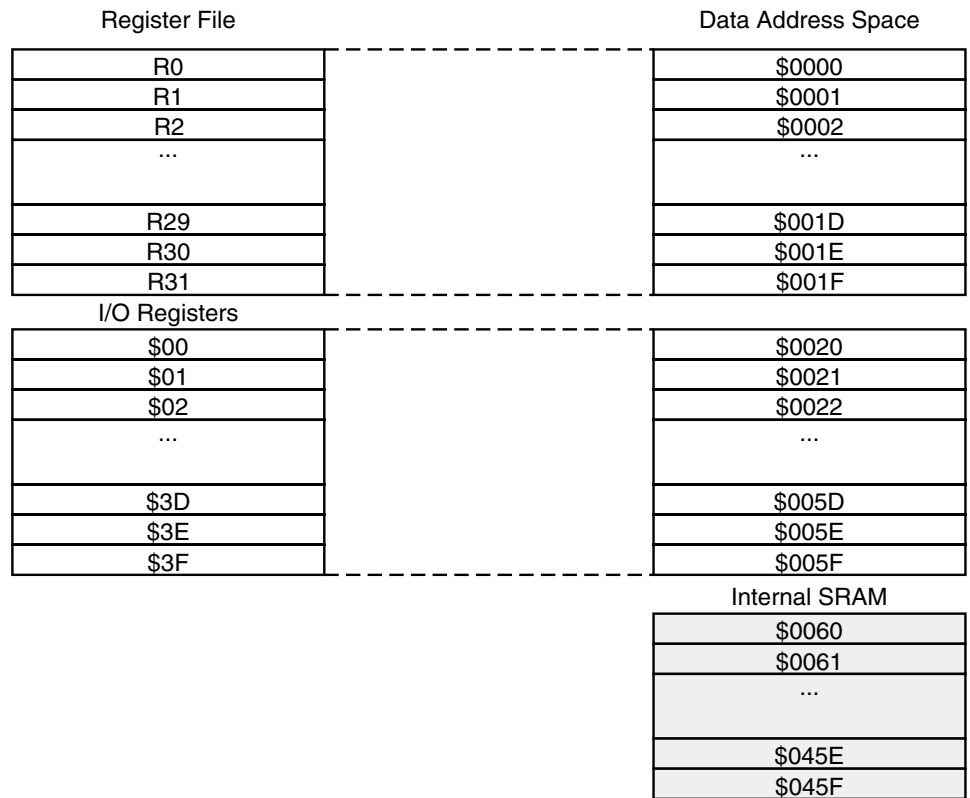 Register File
Data Address Space
R0
$0000
R1
$0001
R2
$0002
...
...
R29
$001D
R30
$001E
R31
$001F
I/O Registers
$00
$0020
$01
$0021
$02
$0022
...
...
$3D
$005D
$3E
$005E
$3F
$005F
Internal SRAM
$0060
$0061
...
$045E
$045F